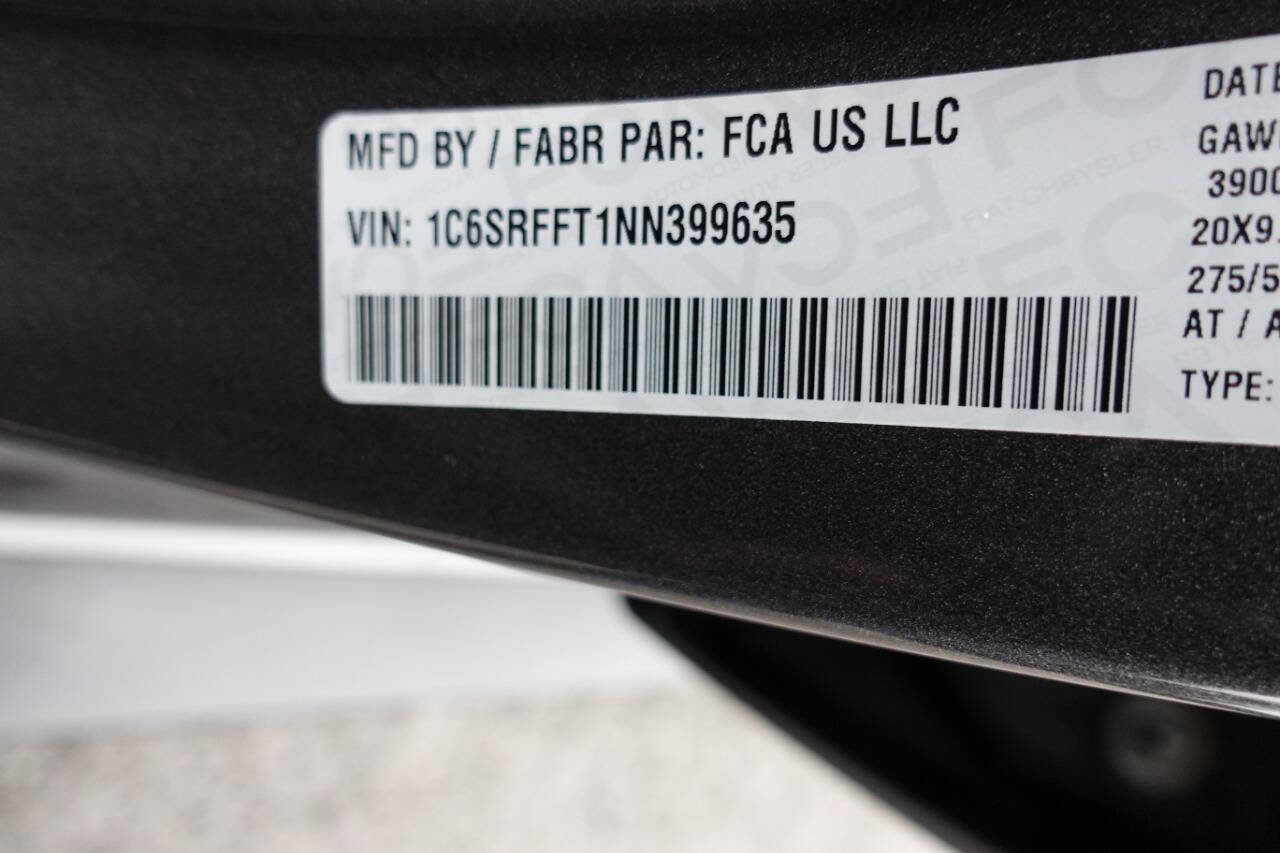 MFD BY / FABR PAR: FCA US LLC
VIN: 1C6SRFFT1NN399635
DATE
GAW
3900
20X9.
275/5
AT / A
TYPE: